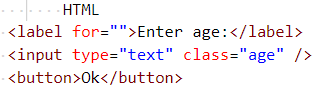 HTML
<label for="">Enter age:</label>
<input type="text" class="age" />
<button>Ok</button>